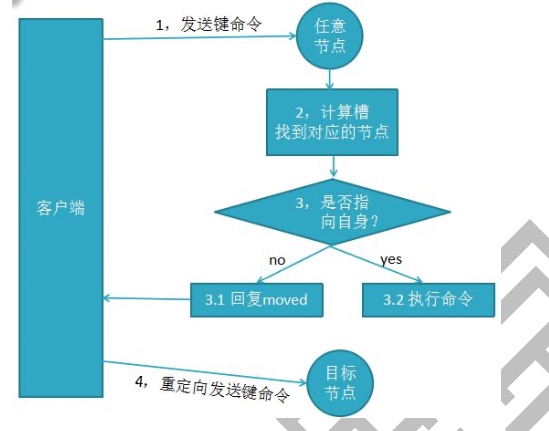 1，发送键命令
任意
节点
2，计算槽
找到对应的节点
客户端
3，是否指
向自身？
no
yes
3.1 回复moved
3.2 执行命令
4，重定向发送键命令
目标
节点